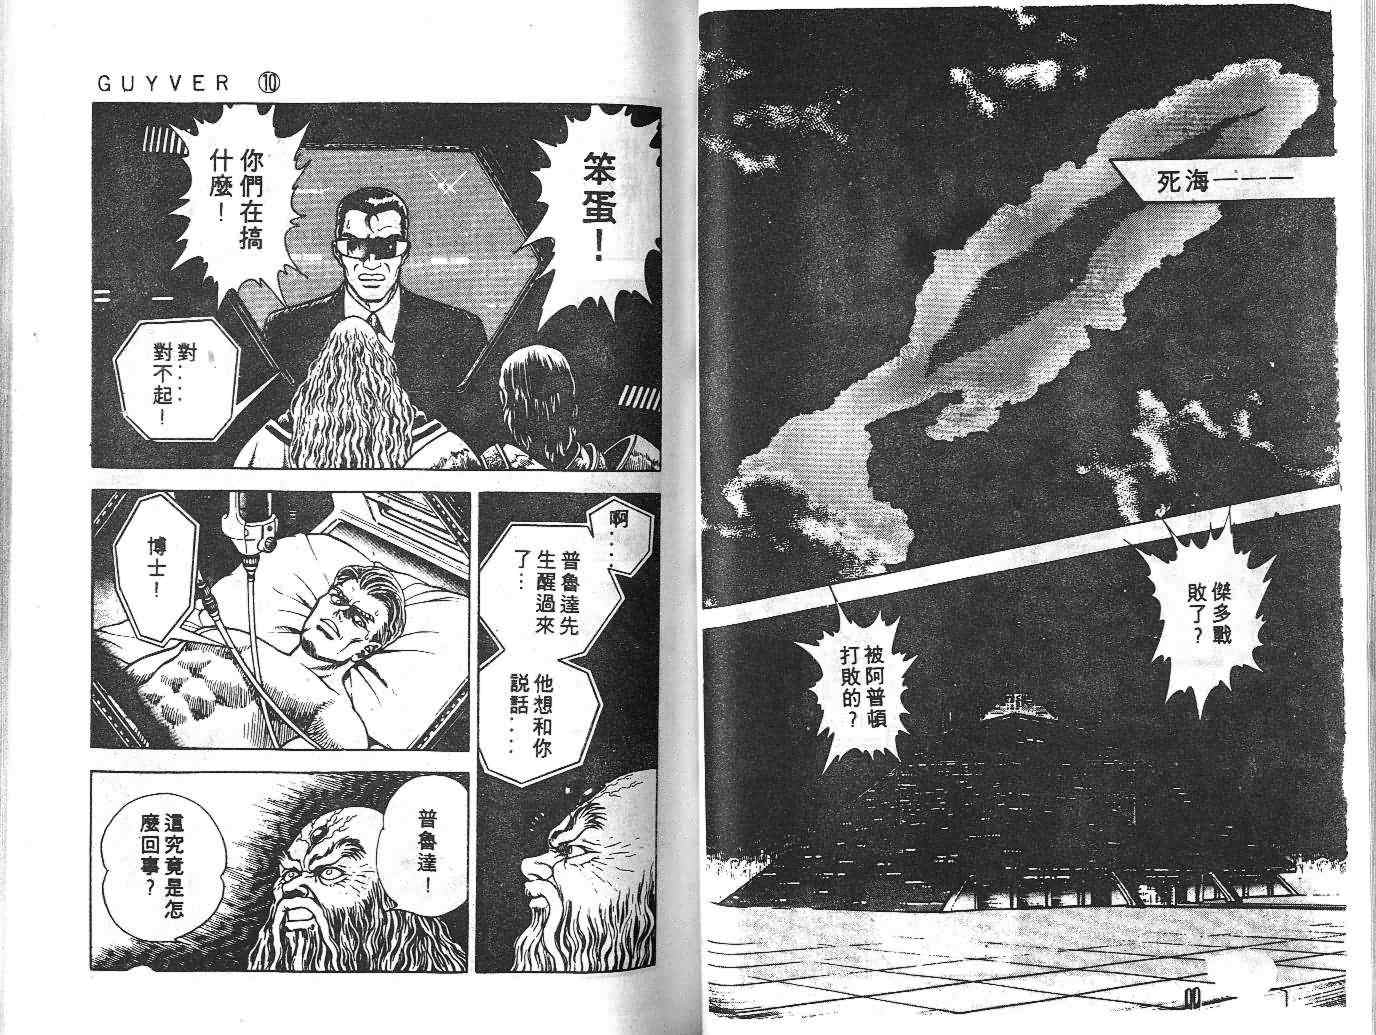 死海———
傑多戰
敗了？
被阿普頓
打敗的？
GUYVER ⑩
笨蛋！
你們在搞
什麼！
對‥‥
對不起！
啊‥‥
普魯達先
生醒過來
了‥‥
他想和你
說話‥‥
博士！
普魯達！
這究竟是怎
麼回事？